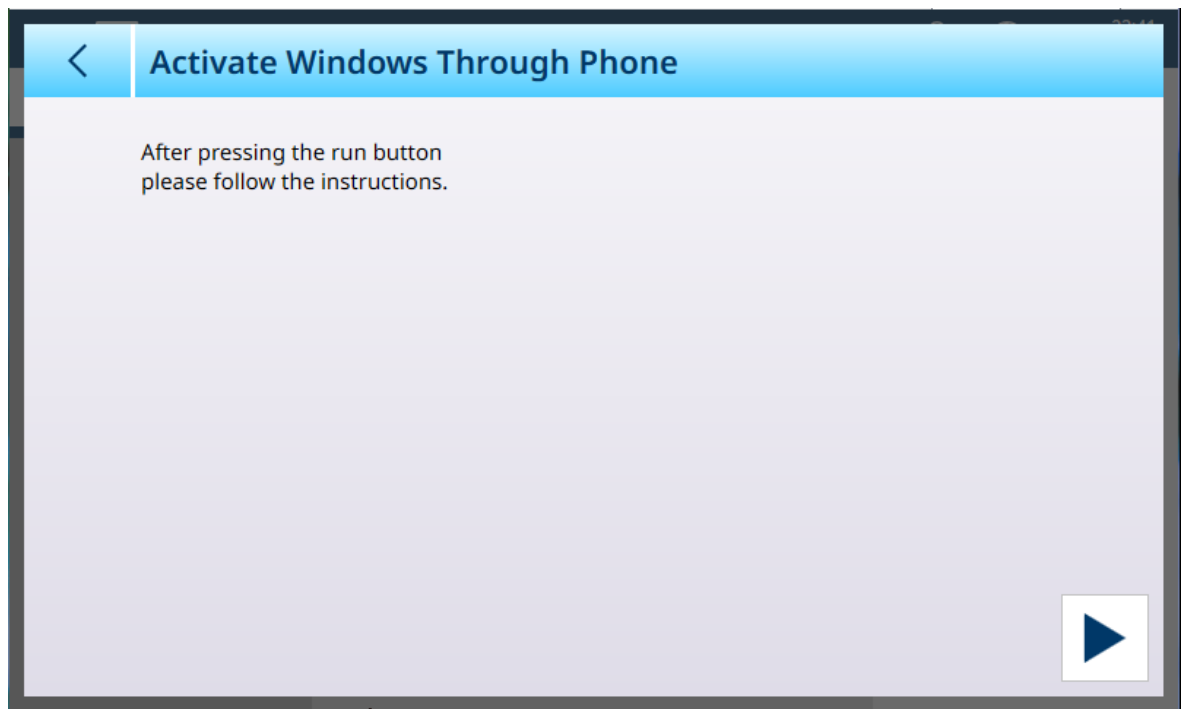 Activate Windows Through Phone
After pressing the run button
please follow the instructions.